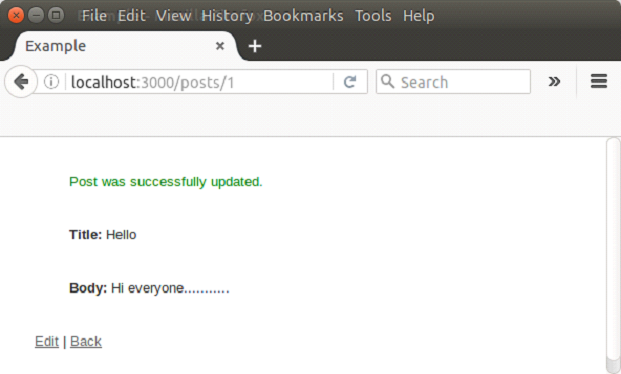 File Edit View History Bookmarks Tools Help
Example
localhost:3000/posts/1
Search
Post was successfully updated.
Title: Hello
Body: Hi everyone...........
Edit | Back